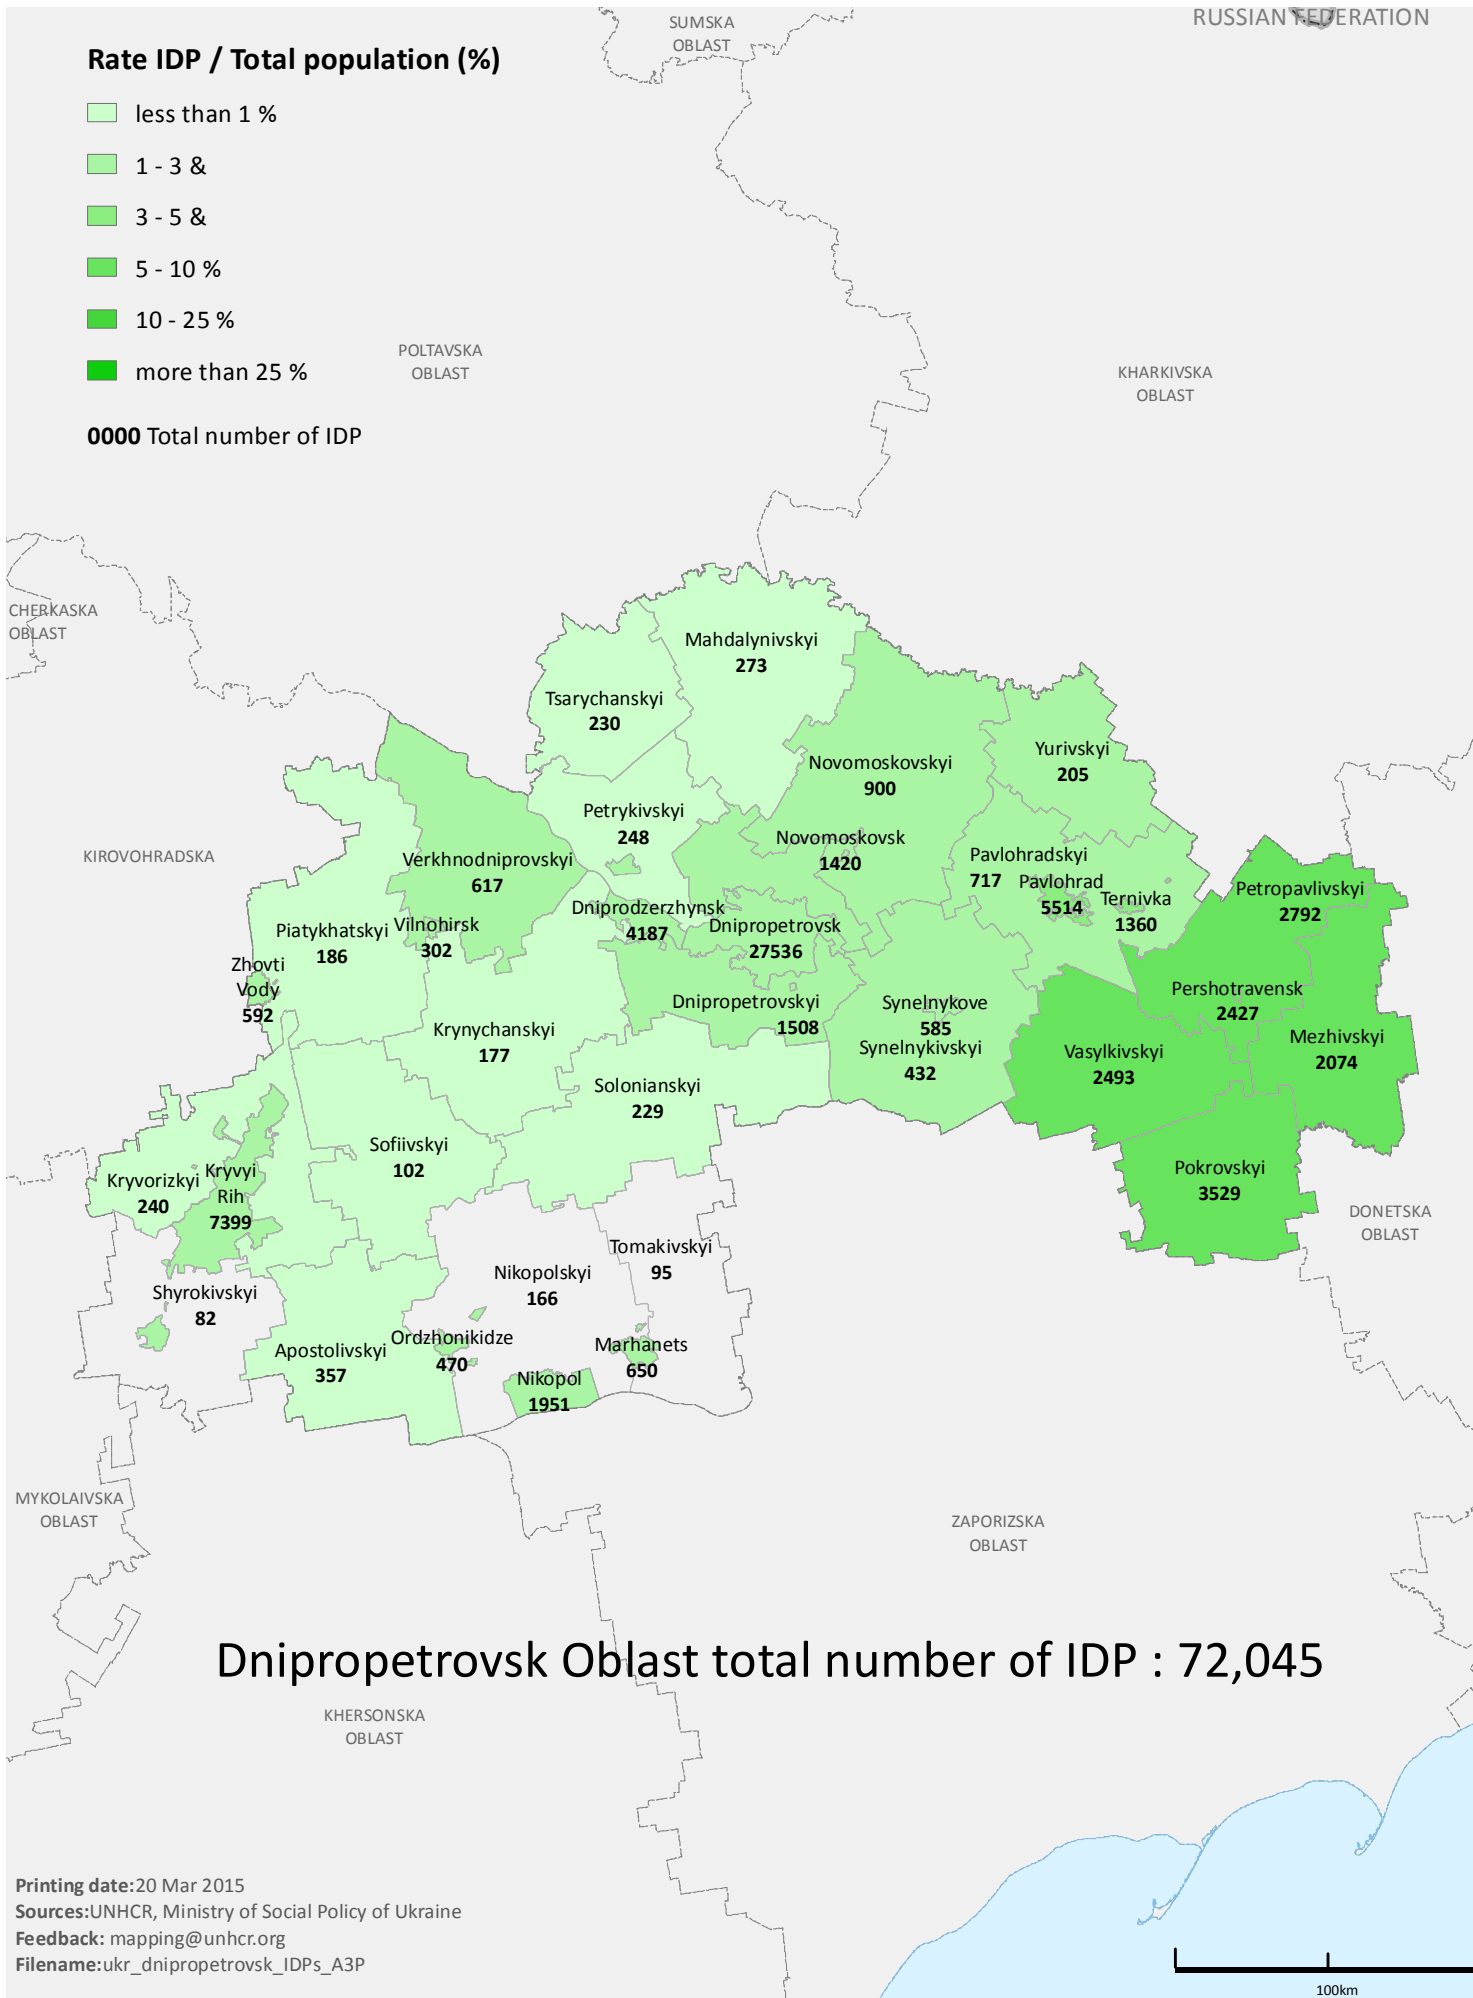 RUSSIAN FEDERATION
SUMSKA
OBLAST
Rate IDP / Total population (%)
less than 1 %
1 - 3 &
3 - 5 &
5 - 10 %
10 - 25 %
more than 25 %
0000 Total number of IDP
POLTAVSKA
OBLAST
KHARKIVSKA
OBLAST
CHERKASKA
OBLAST
Mahdalynivskyi
273
Tsarychanskyi
230
Yurivskyi
205
Novomoskovskyi
900
Petrykivskyi
248
Novomoskovsk
1420
KIROVOHRADSKA
Verkhnodniprovskyi
617
Pavlohradskyi
717
Pavlohrad
5514
Ternivka
1360
Petropavlivskyi
2792
Dniprodzerzhynsk
4187
Dnipropetrovsk
27536
Piatykhatskyi
186
Vilnohirsk
302
Zhovti
Vody
592
Dnipropetrovskyi
1508
Synelnykove
585
Pershotravensk
2427
Krynychanskyi
177
Synelnykivskyi
432
Vasylkivskyi
2493
Mezhivskyi
2074
Solonianskyi
229
Sofiivskyi
102
Kryvorizkyi
240
Kryvyi
Rih
7399
Pokrovskyi
3529
DONETSKA
OBLAST
Tomakivskyi
95
Nikopolskyi
166
Shyrokivskyi
82
Apostolivskyi
357
Ordzhonikidze
470
Marhanets
650
Nikopol
1951
MYKOLAIVSKA
OBLAST
ZAPORIZSKA
OBLAST
Dnipropetrovsk Oblast total number of IDP : 72,045
KHERSONSKA
OBLAST
Printing date:20 Mar 2015
Sources:UNHCR, Ministry of Social Policy of Ukraine
Feedback: mapping@unhcr.org
Filename:ukr_dnipropetrovsk_IDPs_A3P
100km